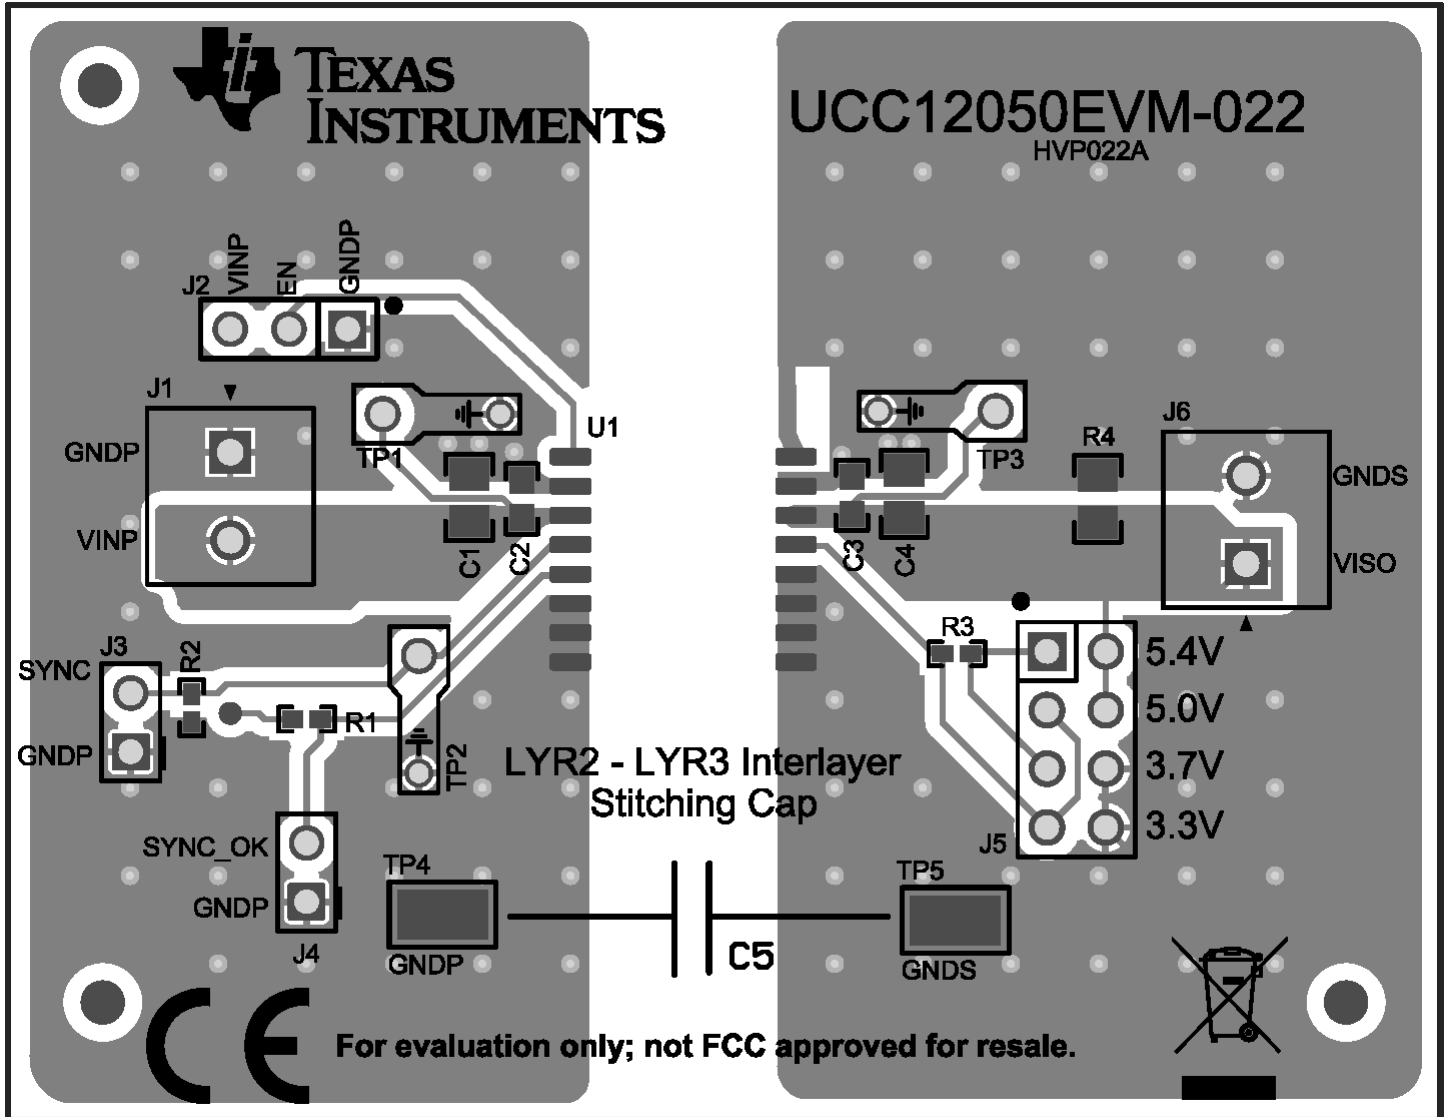 TEXAS
INSTRUMENTS
UCC12050EVM-022
HVP022A
J2
VINP
EN
GNDP
J1
GNDP
VINP
TP1
U1
C1
C2
TP3
C3
C4
R4
J6
GNDS
VISO
J3
SYNC
GNDP
R2
R1
TP2
R3
5.4V
5.0V
3.7V
3.3V
J5
LYR2 - LYR3 Interlayer
Stitching Cap
SYNC_OK
GNDP
J4
TP4
GNDP
C5
TP5
GNDS
CE
For evaluation only; not FCC approved for resale.